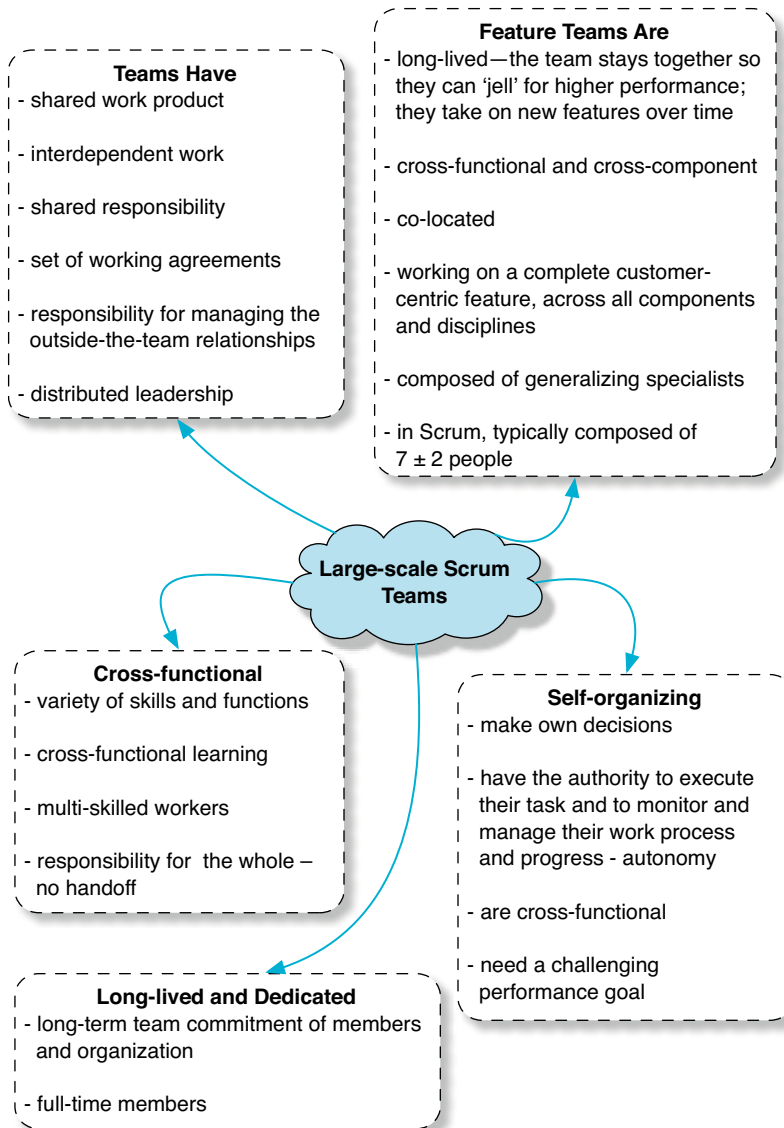 Teams Have
- shared work product
- interdependent work
- shared responsibility
- set of working agreements
- responsibility for managing the
outside-the-team relationships
- distributed leadership
Feature Teams Are
- long-lived—the team stays together so
they can ‘jell’ for higher performance;
they take on new features over time
- cross-functional and cross-component
- co-located
- working on a complete customer-
centric feature, across all components
and disciplines
- composed of generalizing specialists
- in Scrum, typically composed of
7 ± 2 people
Large-scale Scrum
Teams
Cross-functional
- variety of skills and functions
- cross-functional learning
- multi-skilled workers
- responsibility for the whole –
no handoff
Self-organizing
- make own decisions
- have the authority to execute
their task and to monitor and
manage their work process
and progress - autonomy
- are cross-functional
- need a challenging
performance goal
Long-lived and Dedicated
- long-term team commitment of members
and organization
- full-time members